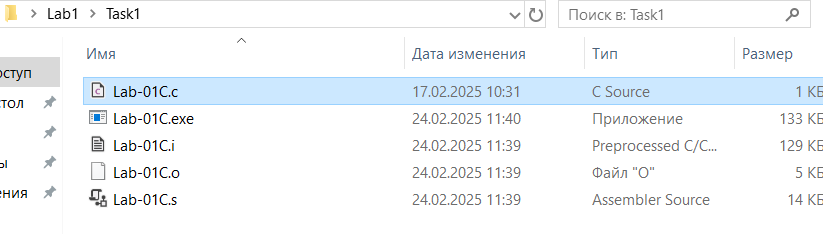 Lab1 > Task1
Поиск в: Task1
Имя Дата изменения Тип Размер
оступ
Lab-01C.c 17.02.2025 10:31 C Source 1 КБ
стол
Lab-01C.exe 24.02.2025 11:40 Приложение 133 КБ
Lab-01C.i 24.02.2025 11:39 Preprocessed C/C... 129 КБ
ы
Lab-01C.o 24.02.2025 11:39 Файл "O" 5 КБ
ения
Lab-01C.s 24.02.2025 11:39 Assembler Source 14 КБ